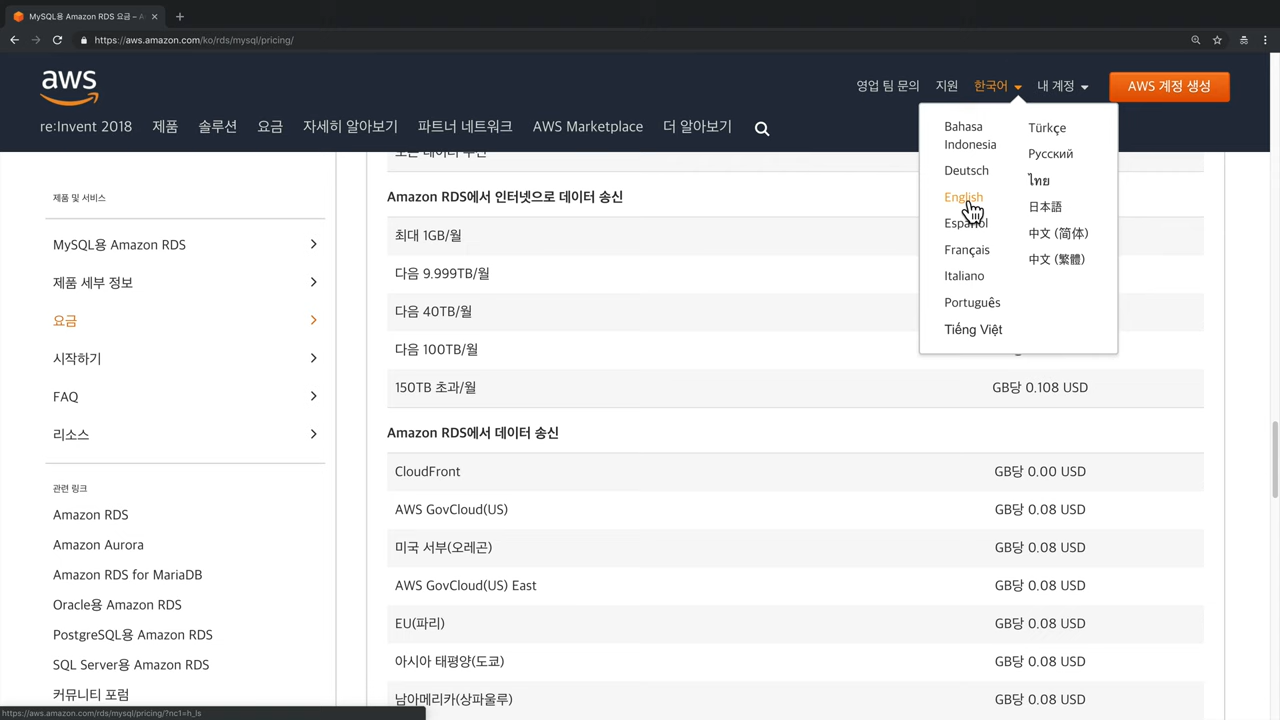 MySQL용 Amazon RDS 요금 – A
https://aws.amazon.com/ko/rds/mysql/pricing/
aws
영업 팀 문의
지원
한국어
내 계정
AWS 계정 생성
re:Invent 2018
제품
솔루션
요금
자세히 알아보기
파트너 네트워크
AWS Marketplace
더 알아보기
Bahasa Indonesia
Deutsch
English
Español
Français
Italiano
Português
Tiếng Việt
Türkçe
Ρусский
ไทย
日本語
中文 (简体)
中文 (繁體)
제품 및 서비스
MySQL용 Amazon RDS
제품 세부 정보
요금
시작하기
FAQ
리소스
관련 링크
Amazon RDS
Amazon Aurora
Amazon RDS for MariaDB
Oracle용 Amazon RDS
PostgreSQL용 Amazon RDS
SQL Server용 Amazon RDS
커뮤니티 포럼
Amazon RDS에서 인터넷으로 데이터 송신
최대 1GB/월
다음 9.999TB/월
다음 40TB/월
다음 100TB/월
150TB 초과/월 GB당 0.108 USD
Amazon RDS에서 데이터 송신
CloudFront GB당 0.00 USD
AWS GovCloud(US) GB당 0.08 USD
미국 서부(오레곤) GB당 0.08 USD
AWS GovCloud(US) East GB당 0.08 USD
EU(파리) GB당 0.08 USD
아시아 태평양(도쿄) GB당 0.08 USD
남아메리카(상파울루) GB당 0.08 USD
https://aws.amazon.com/rds/mysql/pricing/?nc1=h_ls